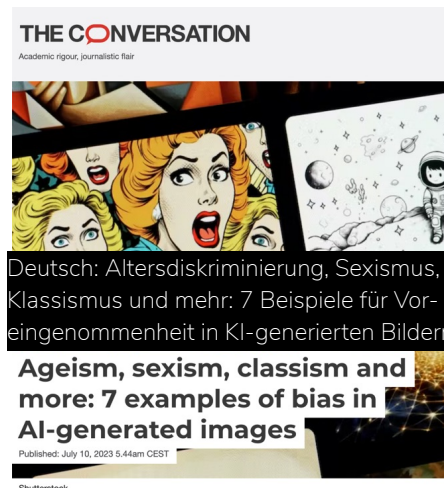 THE CONVERSATION
Academic rigour, journalistic flair
Deutsch: Altersdiskriminierung, Sexismus,
Klassismus und mehr: 7 Beispiele für Vor-
eingenommenheit in KI-generierten Bildern
Ageism, sexism, classism and
more: 7 examples of bias in
AI-generated images
Published: July 10, 2023 5.44am CEST
Shutterstock